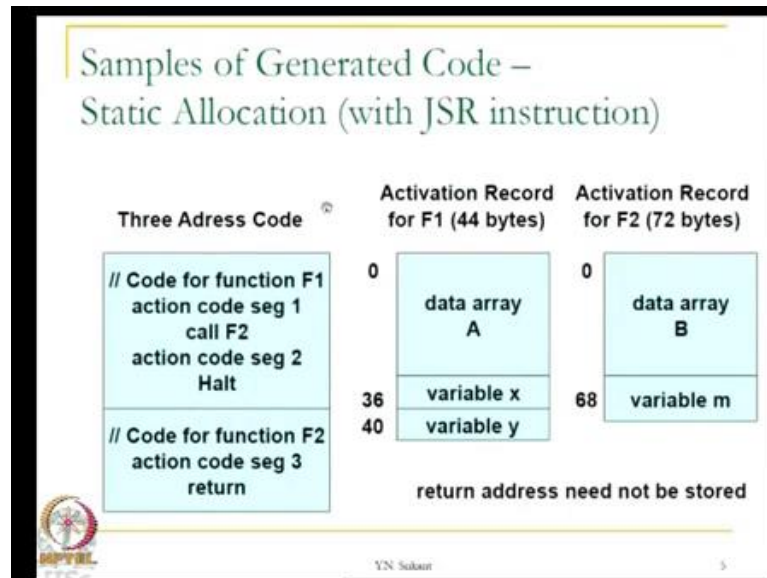 Samples of Generated Code –
Static Allocation (with JSR instruction)
Three Adress Code
// Code for function F1
action code seg 1
call F2
action code seg 2
Halt
// Code for function F2
action code seg 3
return
Activation Record
for F1 (44 bytes)
0
data array
A
36
variable x
40
variable y
Activation Record
for F2 (72 bytes)
0
data array
B
68
variable m
return address need not be stored
NPTEL
Y.N. Srikant